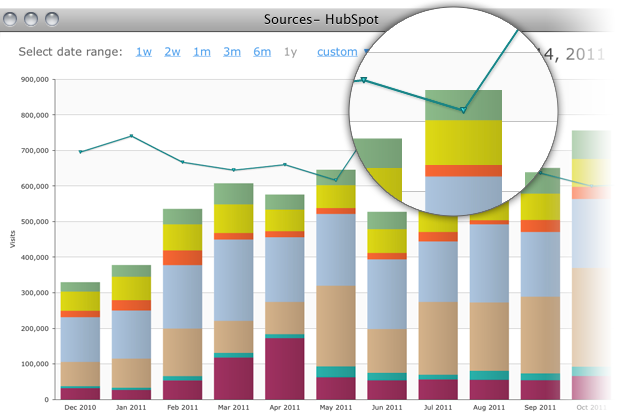 Sources- HubSpot
Select date range: 1w 2w 1m 3m 6m 1y custom 4, 2011
900,000
800,000
700,000
600,000
500,000
400,000
300,000
200,000
100,000
0
Visits
Dec 2010 Jan 2011 Feb 2011 Mar 2011 Apr 2011 May 2011 Jun 2011 Jul 2011 Aug 2011 Sep 2011 Oct 2011